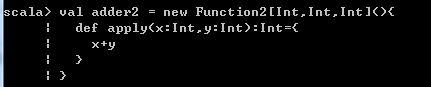 scala> val adder2 = new Function2[Int,Int,Int](){
| def apply(x:Int,y:Int):Int={
| x+y
| }
| }